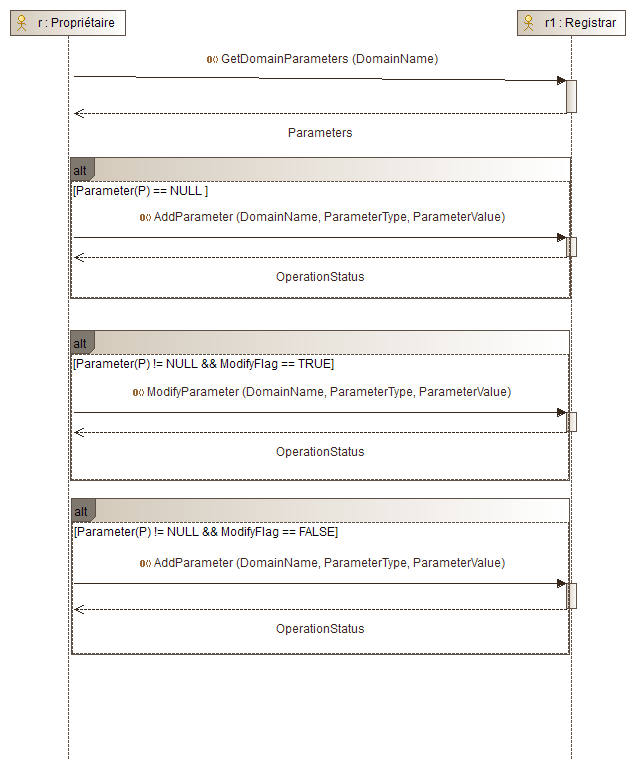 r : Propriétaire
r1 : Registrar
GetDomainParameters (DomainName)
Parameters
alt
[Parameter(P) == NULL ]
AddParameter (DomainName, ParameterType, ParameterValue)
OperationStatus
alt
[Parameter(P) != NULL && ModifyFlag == TRUE]
ModifyParameter (DomainName, ParameterType, ParameterValue)
OperationStatus
alt
[Parameter(P) != NULL && ModifyFlag == FALSE]
AddParameter (DomainName, ParameterType, ParameterValue)
OperationStatus